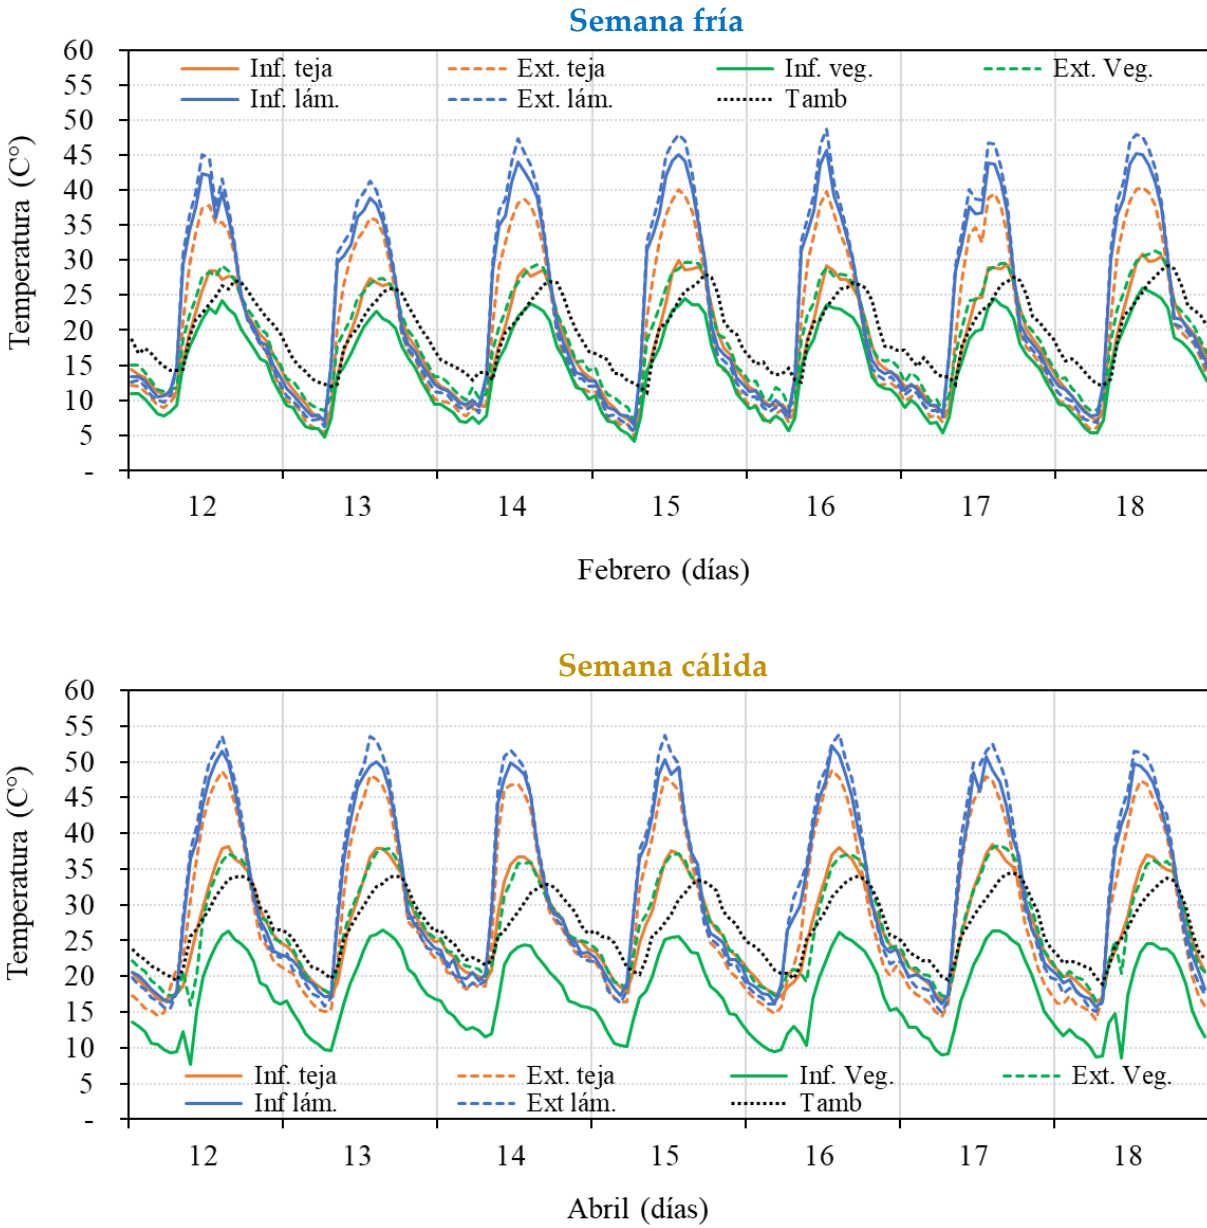 Semana fría
Temperatura (C°)
60
55
50
45
40
35
30
25
20
15
10
5
-
Inf. teja Ext. teja Inf. veg. Ext. Veg.
Inf. lám. Ext. lám. Tamb
12 13 14 15 16 17 18
Febrero (días)
Semana cálida
Temperatura (C°)
60
55
50
45
40
35
30
25
20
15
10
5
-
Inf. teja Ext. teja Inf. Veg. Ext. Veg.
Inf lám. Ext lám. Tamb
12 13 14 15 16 17 18
Abril (días)